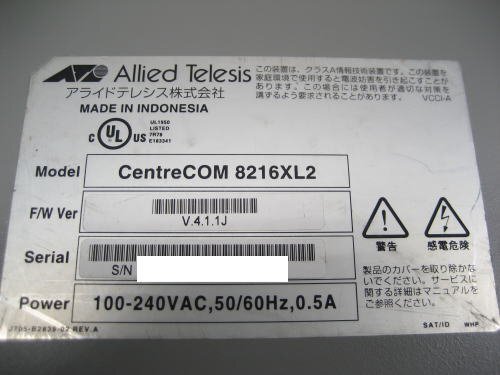 Allied Telesis
アライドテレシス株式会社
MADE IN INDONESIA
この装置は、クラスA情報技術装置です。この装置を
家庭環境で使用すると電波妨害を引き起こすことが
あります。この場合には使用者が適切な対策を
講ずるよう要求されることがあります。 VCCI-A
C UL US
UL1950
LISTED
7R78
E183341
Model CentreCOM 8216XL2
F/W Ver V.4.1.1J
Serial S/N
Power 100-240VAC,50/60Hz,0.5A
警告 感電危険
製品のカバーを取り除かな
いでください。サービスに
関する詳細はマニュアルを
ご参照ください。
J705-B2839-02 REV.A
SAT/ID WHP